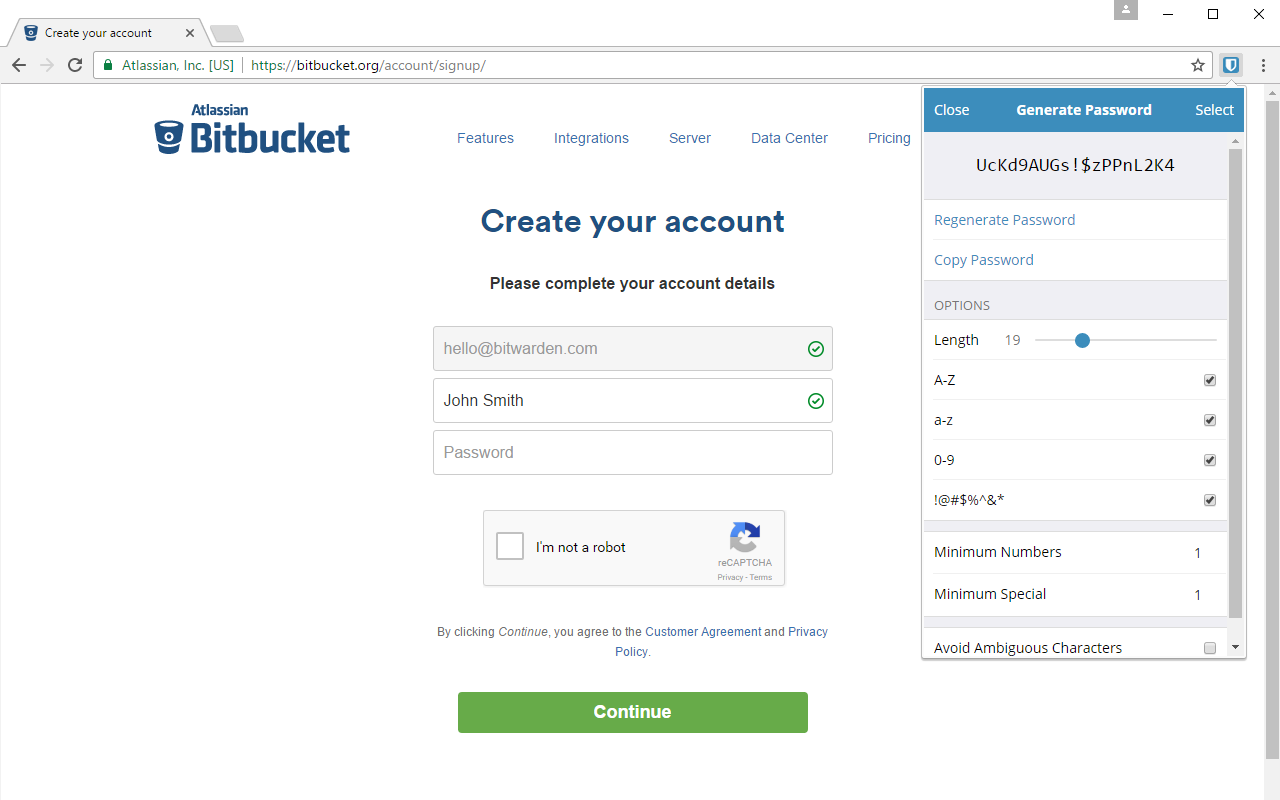 Create your account
Atlassian, Inc. [US]
https://bitbucket.org/account/signup/
Atlassian
Bitbucket
Features
Integrations
Server
Data Center
Pricing
Create your account
Please complete your account details
hello@bitwarden.com
John Smith
Password
I'm not a robot
reCAPTCHA
Privacy - Terms
By clicking Continue, you agree to the Customer Agreement and Privacy
Policy.
Continue
Close
Generate Password
Select
UcKd9AUGs!$zPPnL2K4
Regenerate Password
Copy Password
OPTIONS
Length 19
A-Z
a-z
0-9
!@#$%^&*
Minimum Numbers 1
Minimum Special 1
Avoid Ambiguous Characters